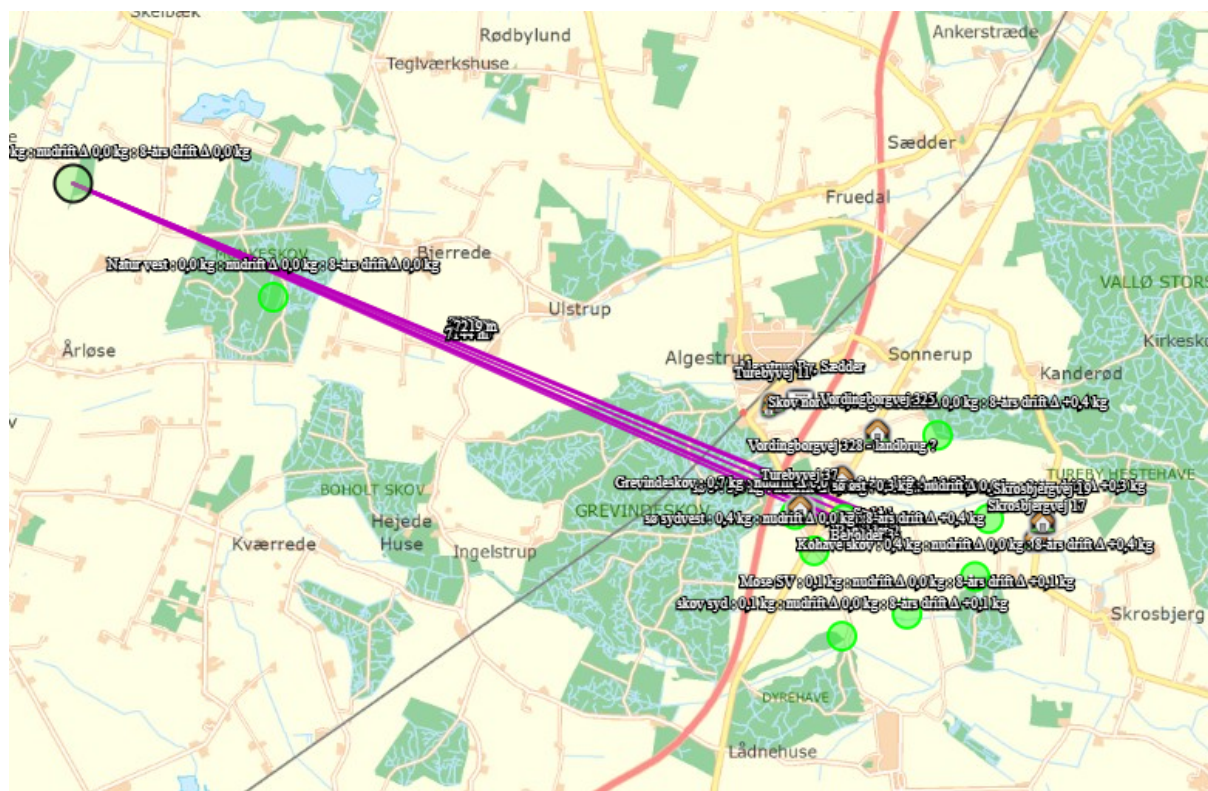 Skelbæk
Rødbylund
Ankerstræde
Teglværkshuse
kg : nudrift Δ 0,0 kg : 8-års drift Δ 0,0 kg
Sædder
Fruedal
Bjerrede
Natur vest : 0,0 kg : nudrift Δ 0,0 kg : 8-års drift Δ 0,0 kg
VALLØ STORS
Ulstrup
7219 m
Kirkesko
Årløse
Algestrup
Sonnerup
By, Sædder
Turebyvej 11
Kanderød
Skov nord
Vordingborgvej 325
0,0 kg : 8-års drift Δ +0,4 kg
Vordingborgvej 328 - landbrug ?
Turebyvej 37
TUREBY HESTEHAVE
Grevindeskov : 0,7 kg
+0,3 kg
BOHOLT SKOV
Skrosbjergvej 19
GREVINDESKOV
Skrosbjergvej 17
sø sydvest : 0,4 kg : nudrift Δ 0,0 kg : 8-års drift Δ +0,4 kg
Hejede
Huse
Beholder 3
Kværrede
Ingelstrup
Kohave skov : 0,4 kg : nudrift Δ 0,0 kg : 8-års drift Δ +0,4 kg
Mose SV : 0,1 kg : nudrift Δ 0,0 kg : 8-års drift Δ +0,1 kg
skov syd : 0,1 kg : nudrift Δ 0,0 kg : 8-års drift Δ +0,1 kg
Skrosbjerg
DYREHAVE
Lådnehuse